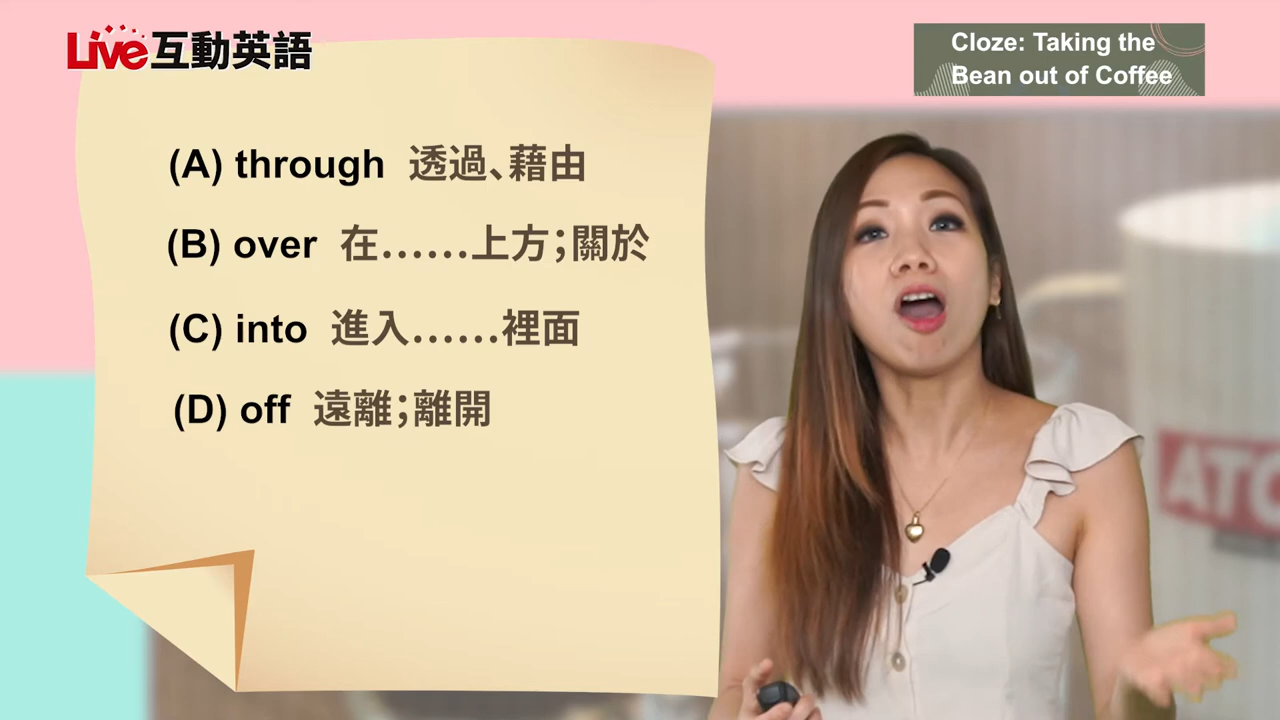 Live互動英語
Cloze: Taking the
Bean out of Coffee
(A) through 透過、藉由
(B) over 在……上方；關於
(C) into 進入……裡面
(D) off 遠離；離開